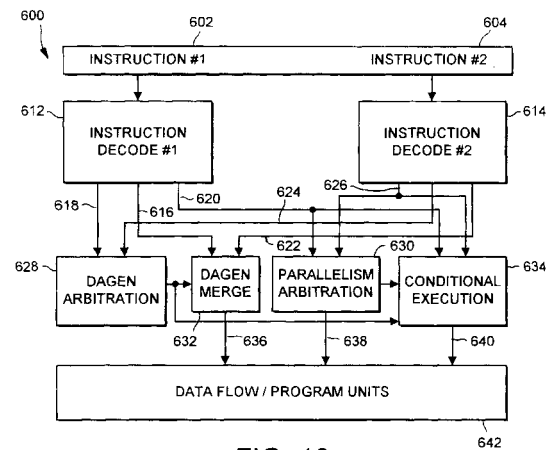 600
602
604
INSTRUCTION #1
INSTRUCTION #2
612
614
INSTRUCTION
DECODE #1
INSTRUCTION
DECODE #2
618
616
620
624
626
622
628
630
634
DAGEN
ARBITRATION
DAGEN
MERGE
PARALLELISM
ARBITRATION
CONDITIONAL
EXECUTION
632
636
638
640
DATA FLOW / PROGRAM UNITS
642